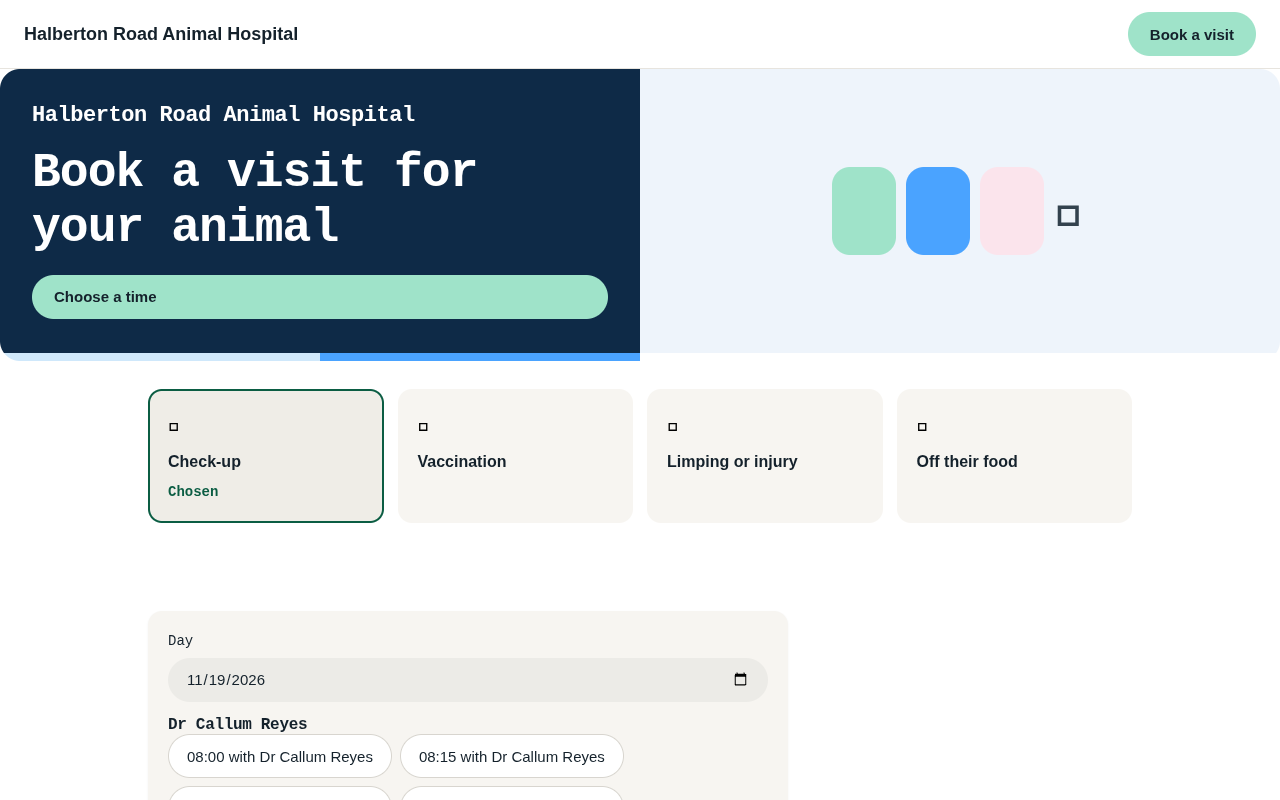 Halberton Road Animal Hospital
Book a visit
Halberton Road Animal Hospital
Book a visit for
your animal
Choose a time
Check-up
Chosen
Vaccination
Limping or injury
Off their food
Day
11/19/2026
Dr Callum Reyes
08:00 with Dr Callum Reyes
08:15 with Dr Callum Reyes